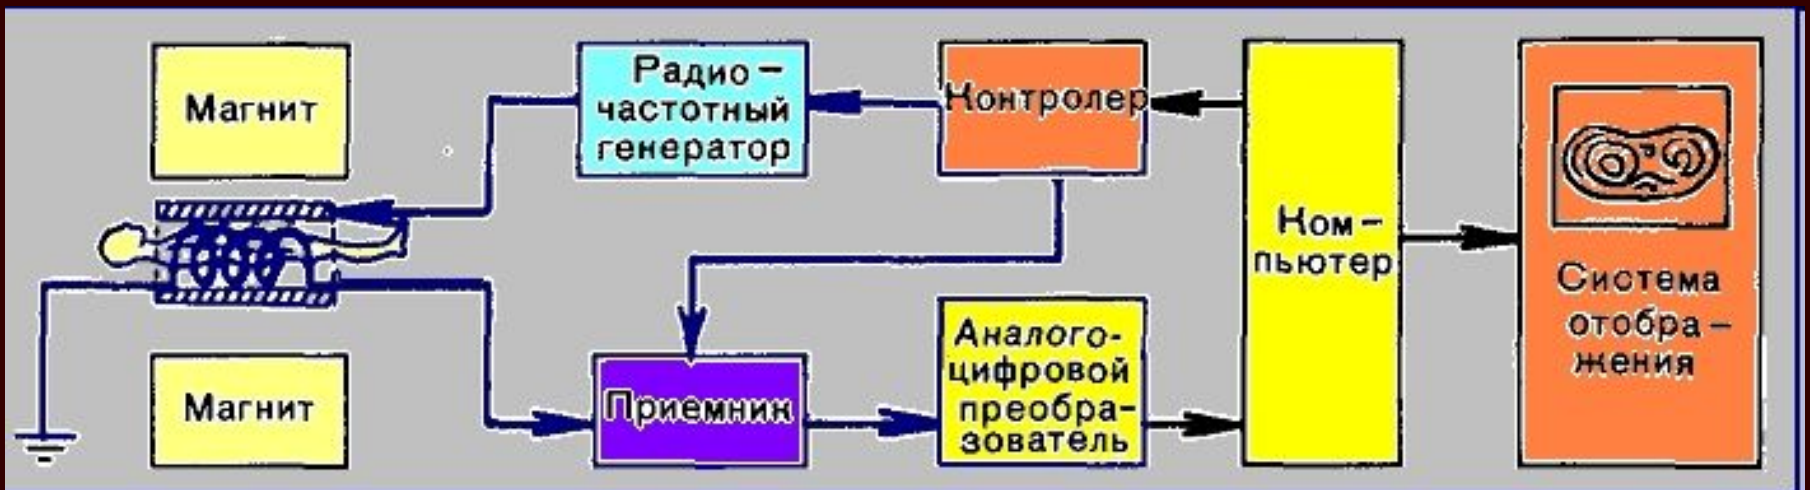 Магнит
Радио-
частотный
генератор
Контролер
Ком-
пьютер
Система
отобра-
жения
Магнит
Приемник
Аналого-
цифровой
преобра-
зователь